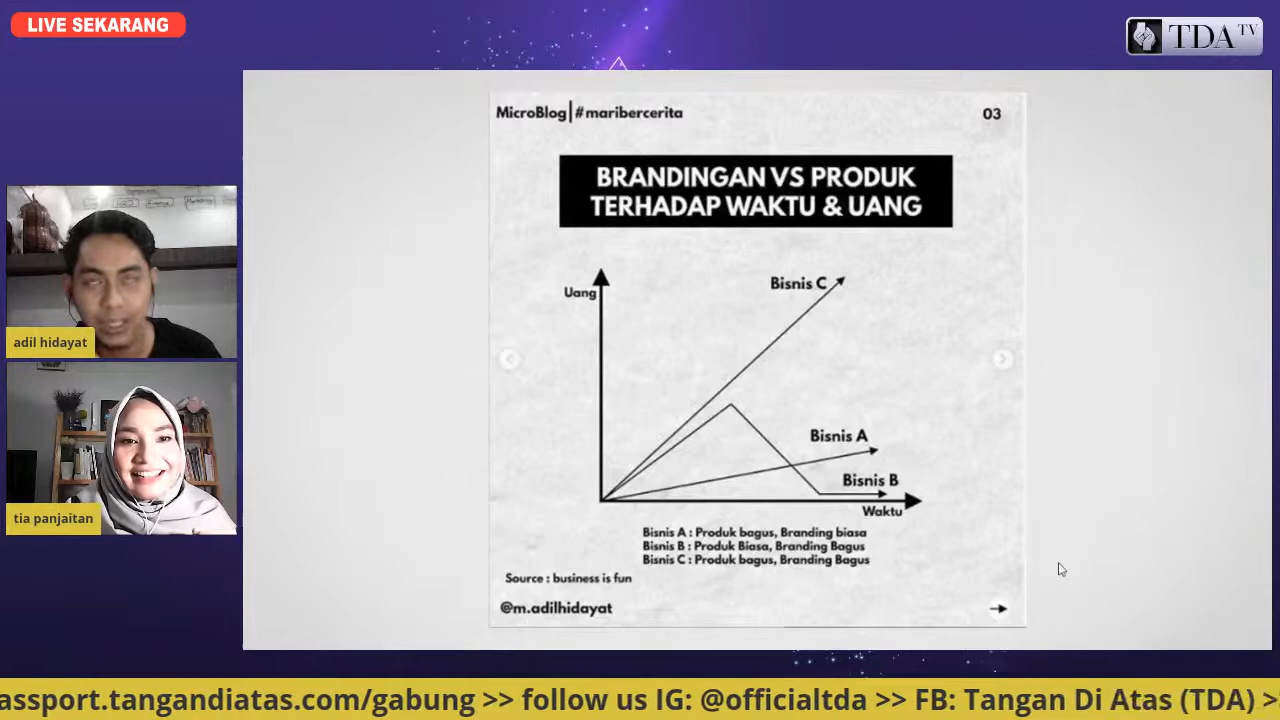 LIVE SEKARANG
TDA TV
MicroBlog|#maribercerita
03
BRANDINGAN VS PRODUK
TERHADAP WAKTU & UANG
Uang
Bisnis C
Bisnis A
Bisnis B
Waktu
Bisnis A : Produk bagus, Branding biasa
Bisnis B : Produk Biasa, Branding Bagus
Bisnis C : Produk bagus, Branding Bagus
Source : business is fun
@m.adilhidayat
adil hidayat
tia panjaitan
assport.tangandiatas.com/gabung >> follow us IG: @officialtda >> FB: Tangan Di Atas (TDA) >